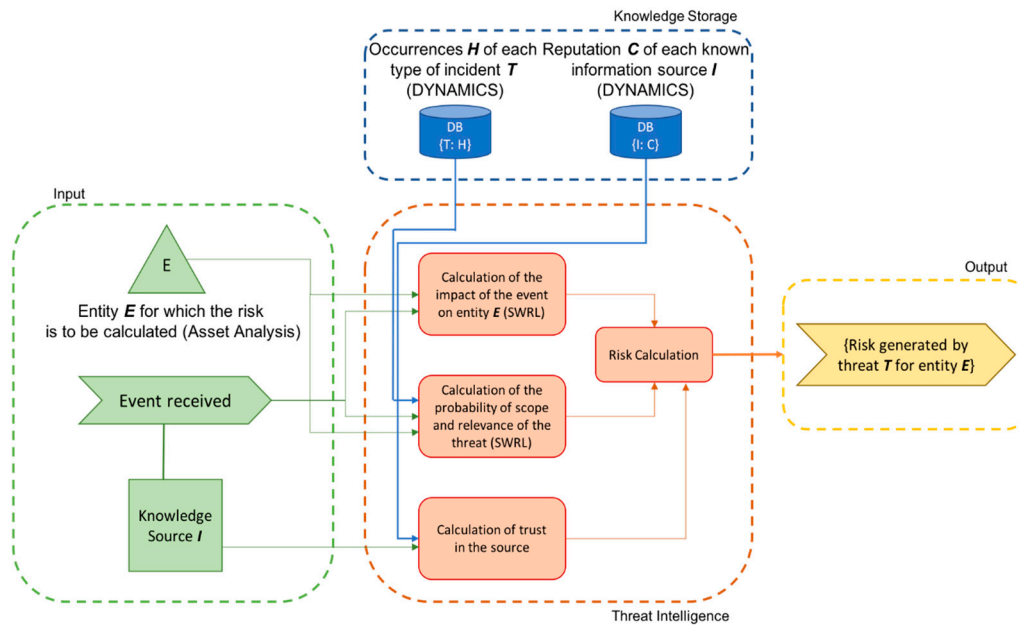 Knowledge Storage
Occurrences H of each
type of incident T
(DYNAMICS)
Reputation C of each known
information source I
(DYNAMICS)
DB
{T: H}
DB
{I: C}
Input
E
Entity E for which the risk
is to be calculated (Asset Analysis)
Event received
Knowledge
Source I
Calculation of the
impact of the event
on entity E (SWRL)
Calculation of the
probability of scope
and relevance of the
threat (SWRL)
Calculation of trust
in the source
Risk Calculation
Threat Intelligence
Output
{Risk generated by
threat T for entity E}